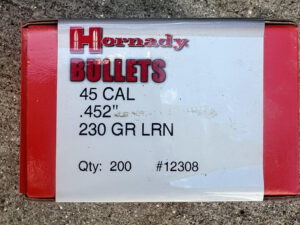 Hornady
BULLETS
45 CAL
.452"
230 GR LRN
Qty: 200 #12308